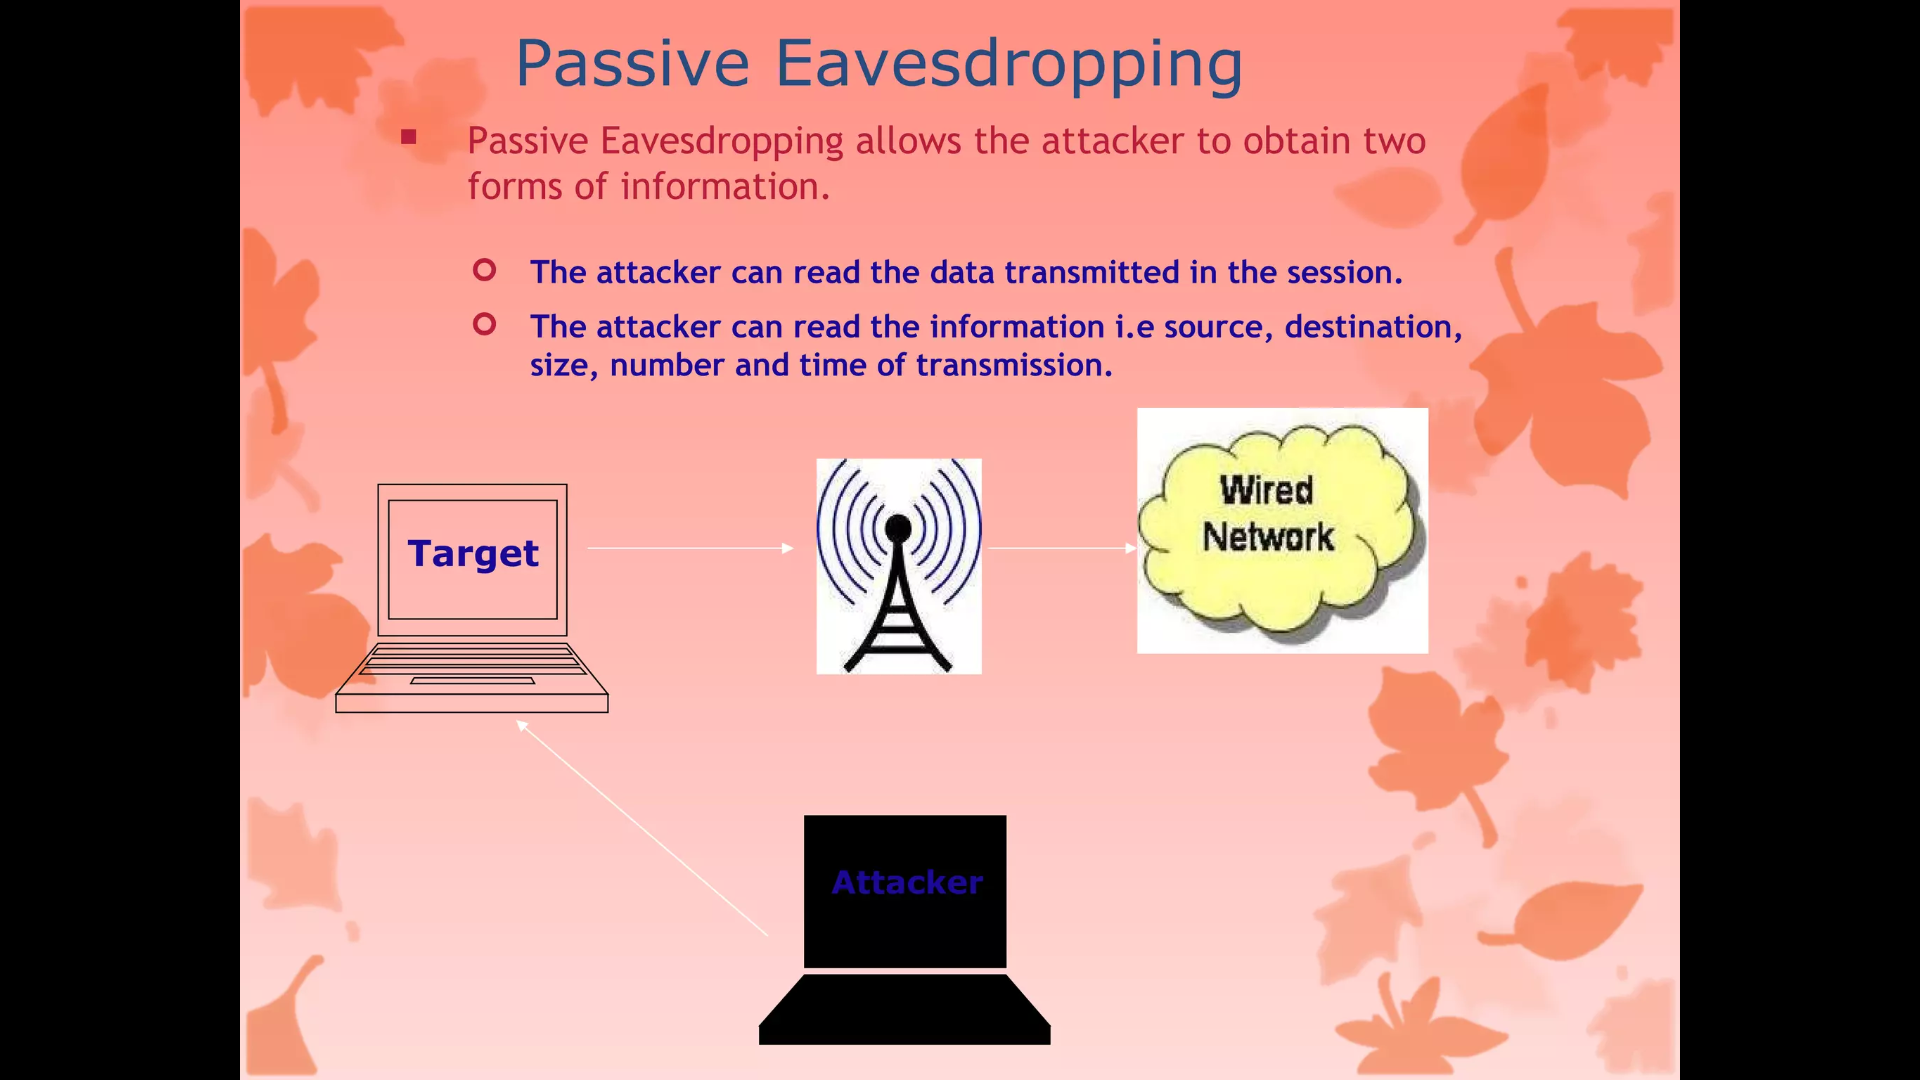 Passive Eavesdropping
Passive Eavesdropping allows the attacker to obtain two
forms of information.
The attacker can read the data transmitted in the session.
The attacker can read the information i.e source, destination,
size, number and time of transmission.
Wired
Network
Target
Attacker